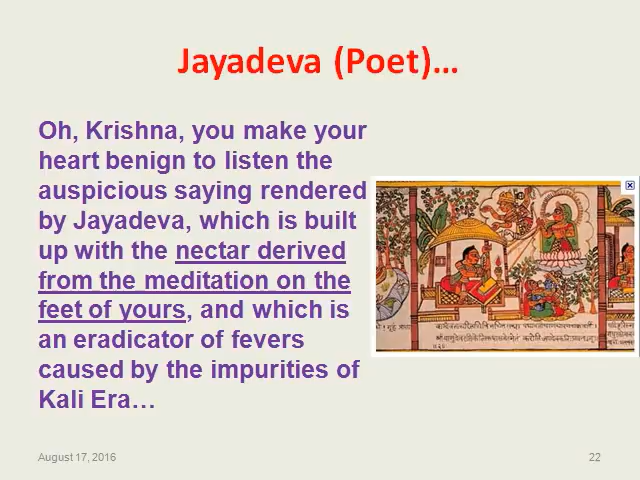 Jayadeva (Poet)…
Oh, Krishna, you make your
heart benign to listen the
auspicious saying rendered
by Jayadeva, which is built
up with the nectar derived
from the meditation on the
feet of yours, and which is
an eradicator of fevers
caused by the impurities of
Kali Era…
August 17, 2016
22